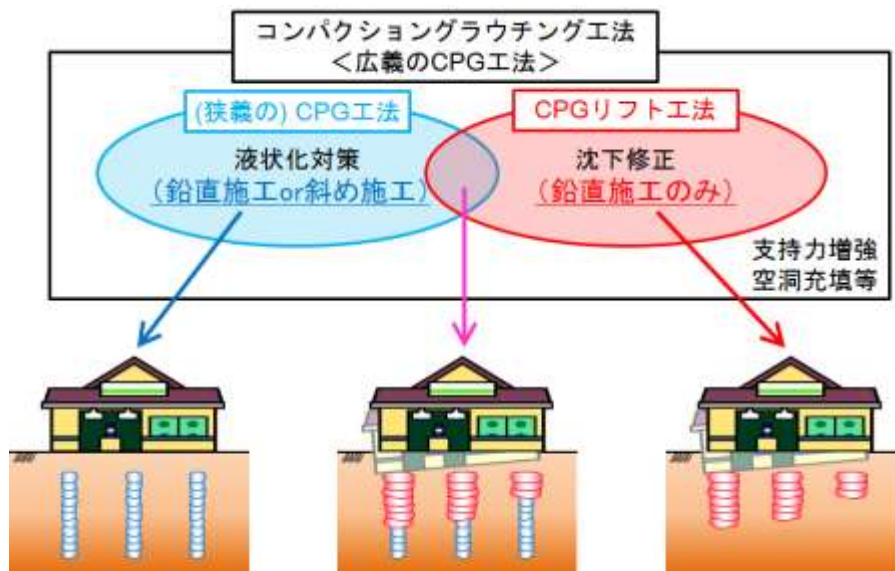 コンパクショングラウチング工法
＜広義のCPG工法＞
(狭義の) CPG工法
CPGリフト工法
液状化対策
（鉛直施工or斜め施工）
沈下修正
（鉛直施工のみ）
支持力増強
空洞充填等